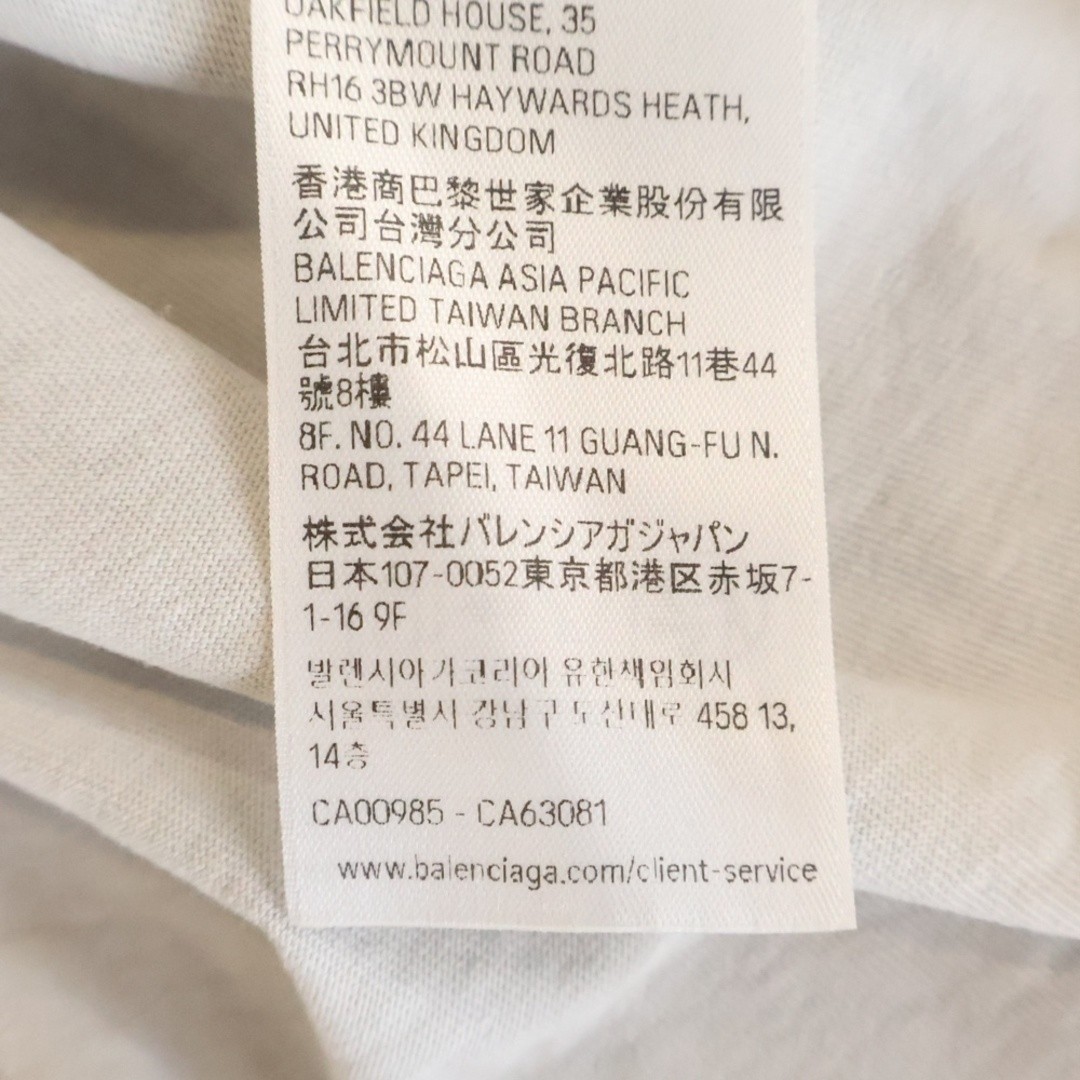 OAKFIELD HOUSE, 35
PERRYMOUNT ROAD
RH16 3BW HAYWARDS HEATH,
UNITED KINGDOM
香港商巴黎世家企業股份有限
公司台灣分公司
BALENCIAGA ASIA PACIFIC
LIMITED TAIWAN BRANCH
台北市松山區光復北路11巷44
號8樓
8F. NO. 44 LANE 11 GUANG-FU N.
ROAD, TAPEI, TAIWAN
株式会社バレンシアガジャパン
日本107-0052東京都港区赤坂7-
1-16 9F
발렌시아가코리아 유한책임회사
서울특별시 강남구 도산대로 458 13,
14층
CA00985 - CA63081
www.balenciaga.com/client-service